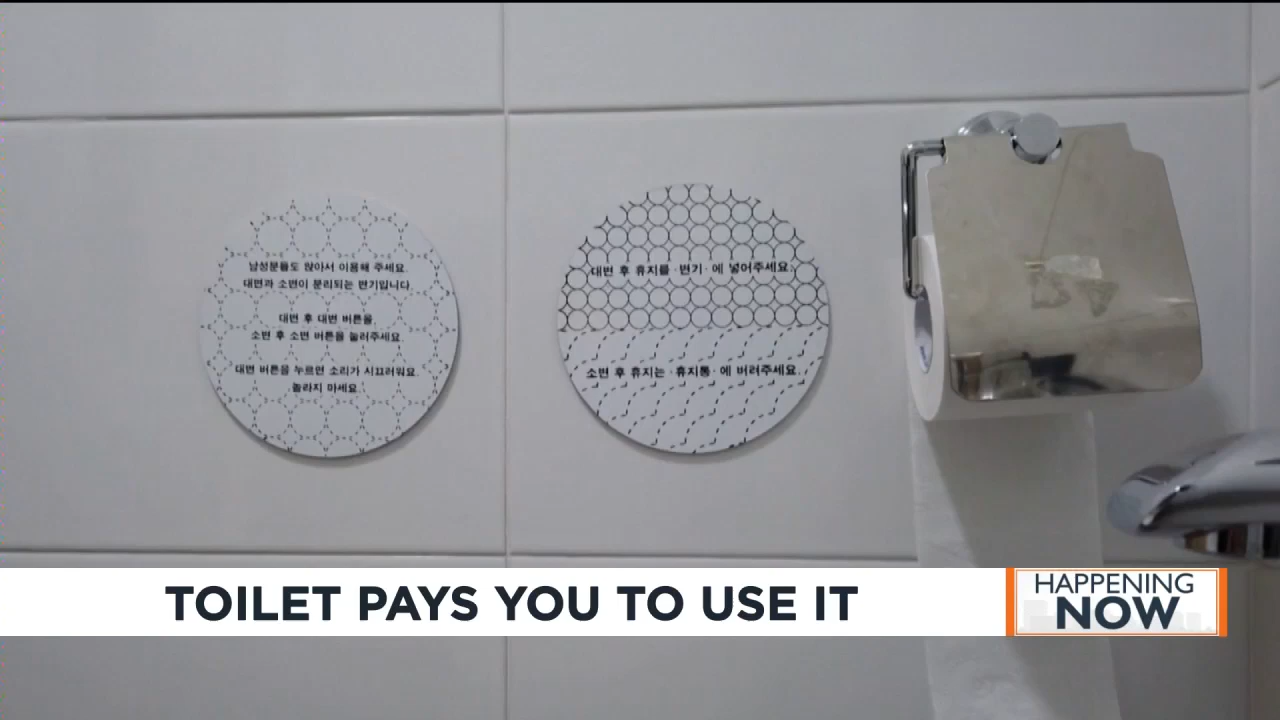 남성분들도 앉아서 이용해 주세요.
대변과 소변이 분리되는 변기입니다.
대변 후 대변 버튼을,
소변 후 소변 버튼을 눌러주세요.
대변 버튼을 누르면 소리가 시끄러워요.
놀라지 마세요.
대변 후 휴지를 ·변기· 에 넣어주세요.
소변 후 휴지는 ·휴지통· 에 버려주세요.
TOILET PAYS YOU TO USE IT
HAPPENING
NOW